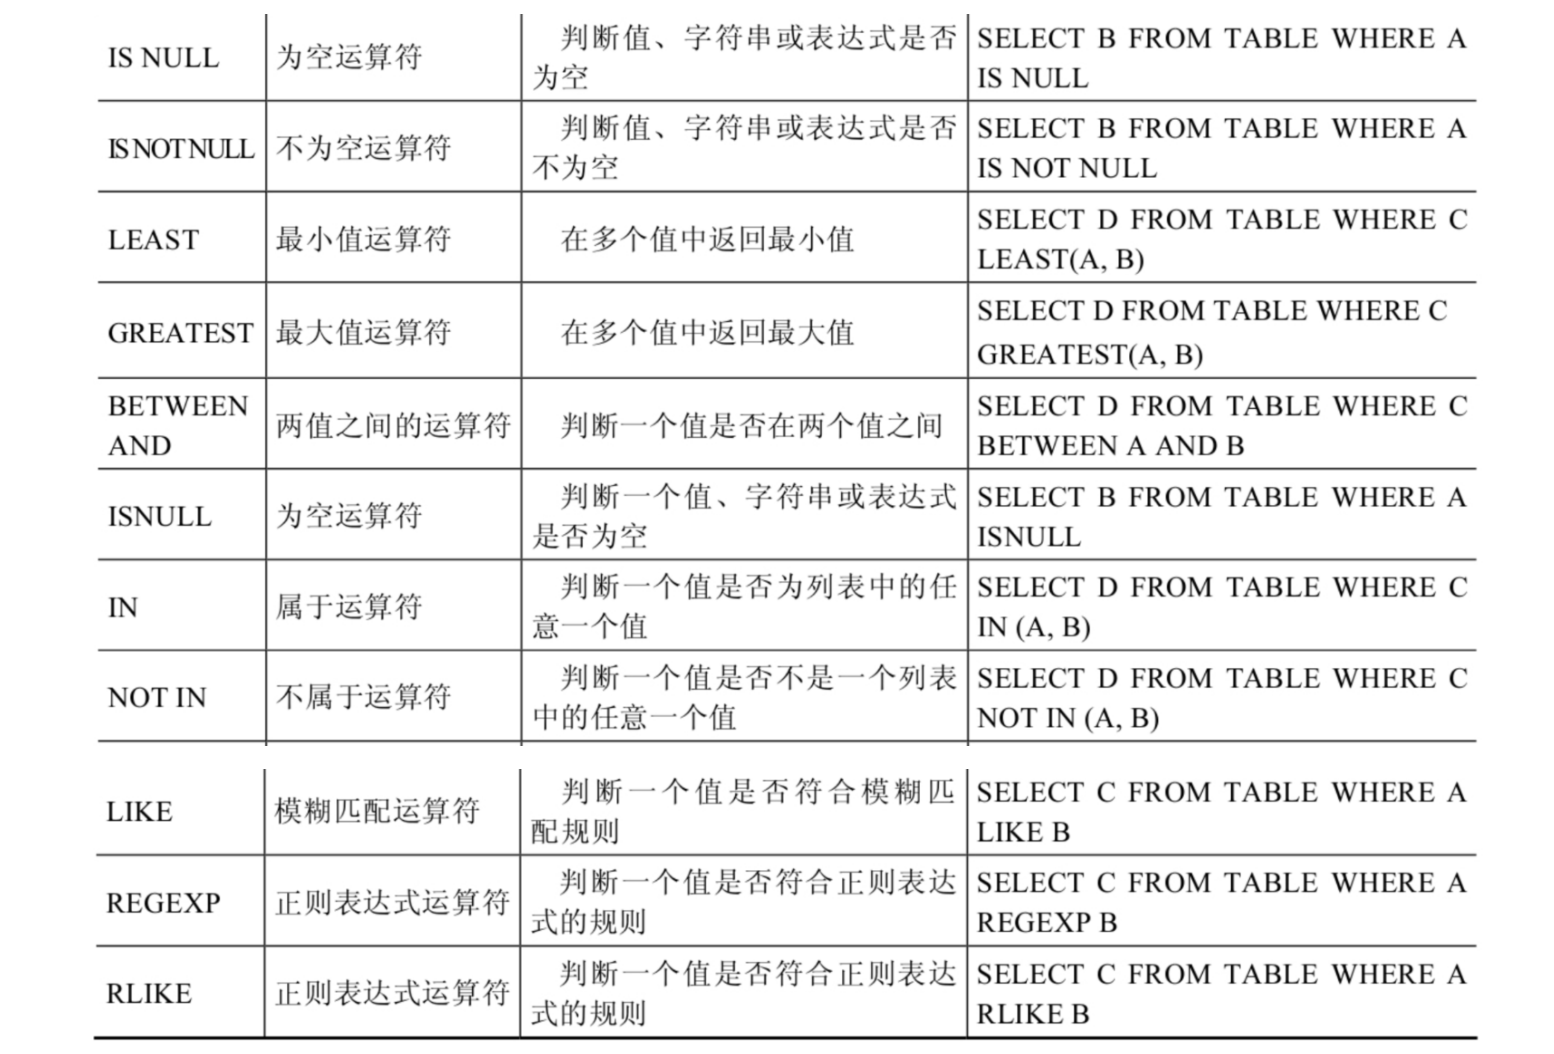 IS NULL
为空运算符
判断值、字符串或表达式是否
为空
SELECT B FROM TABLE WHERE A
IS NULL
IS NOT NULL
不为空运算符
判断值、字符串或表达式是否
不为空
SELECT B FROM TABLE WHERE A
IS NOT NULL
LEAST
最小值运算符
在多个值中返回最小值
SELECT D FROM TABLE WHERE C
LEAST(A, B)
GREATEST
最大值运算符
在多个值中返回最大值
SELECT D FROM TABLE WHERE C
GREATEST(A, B)
BETWEEN
AND
两值之间的运算符
判断一个值是否在两个值之间
SELECT D FROM TABLE WHERE C
BETWEEN A AND B
ISNULL
为空运算符
判断一个值、字符串或表达式
是否为空
SELECT B FROM TABLE WHERE A
ISNULL
IN
属于运算符
判断一个值是否为列表中的任
意一个值
SELECT D FROM TABLE WHERE C
IN (A, B)
NOT IN
不属于运算符
判断一个值是否不是一个列表
中的任意一个值
SELECT D FROM TABLE WHERE C
NOT IN (A, B)
LIKE
模糊匹配运算符
判断一个值是否符合模糊匹
配规则
SELECT C FROM TABLE WHERE A
LIKE B
REGEXP
正则表达式运算符
判断一个值是否符合正则表达
式的规则
SELECT C FROM TABLE WHERE A
REGEXP B
RLIKE
正则表达式运算符
判断一个值是否符合正则表达
式的规则
SELECT C FROM TABLE WHERE A
RLIKE B